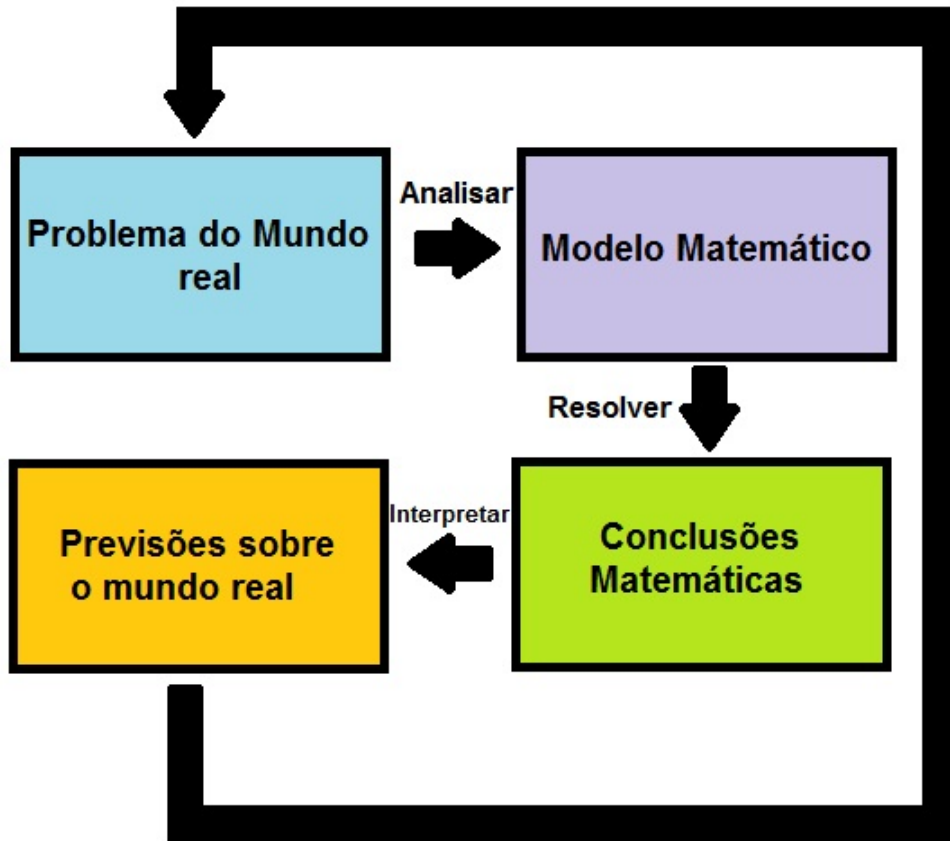 Problema do Mundo
real
Analisar
Modelo Matemático
Resolver
Conclusões
Matemáticas
Interpretar
Previsões sobre
o mundo real